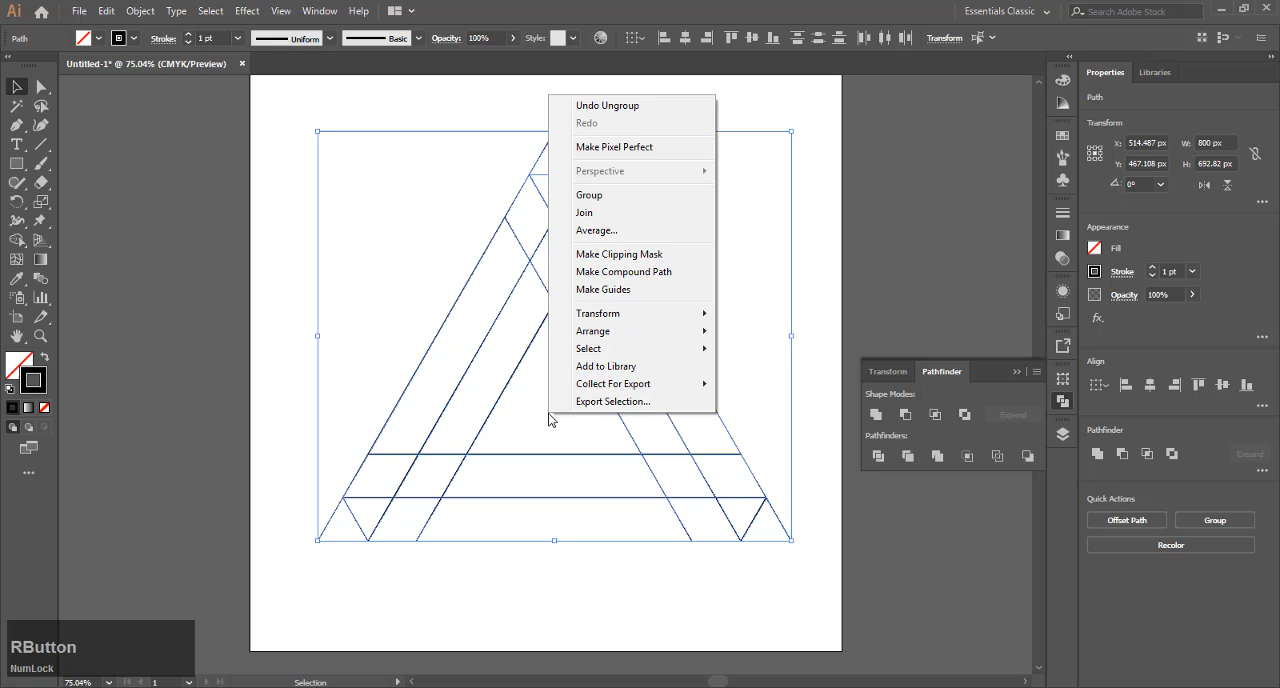 Ai
File Edit Object Type Select Effect View Window Help
Essentials Classic
Search Adobe Stock
Path
Stroke: 1 pt
Uniform
Basic
Opacity: 100%
Style:
Transform
Untitled-1* @ 75.04% (CMYK/Preview) ×
Undo Ungroup
Redo
Make Pixel Perfect
Perspective
Group
Join
Average...
Make Clipping Mask
Make Compound Path
Make Guides
Transform
Arrange
Select
Add to Library
Collect For Export
Export Selection...
Transform Pathfinder
Shape Modes:
Expand
Pathfinders:
Properties Libraries
Path
Transform
X: 514.487 px W: 800 px
Y: 467.108 px H: 692.82 px
0°
Appearance
Fill
Stroke 1 pt
Opacity 100%
fx.
Align
Pathfinder
Expand
Quick Actions
Offset Path Group
Recolor
RButton
NumLock
75.04% 1 Selection